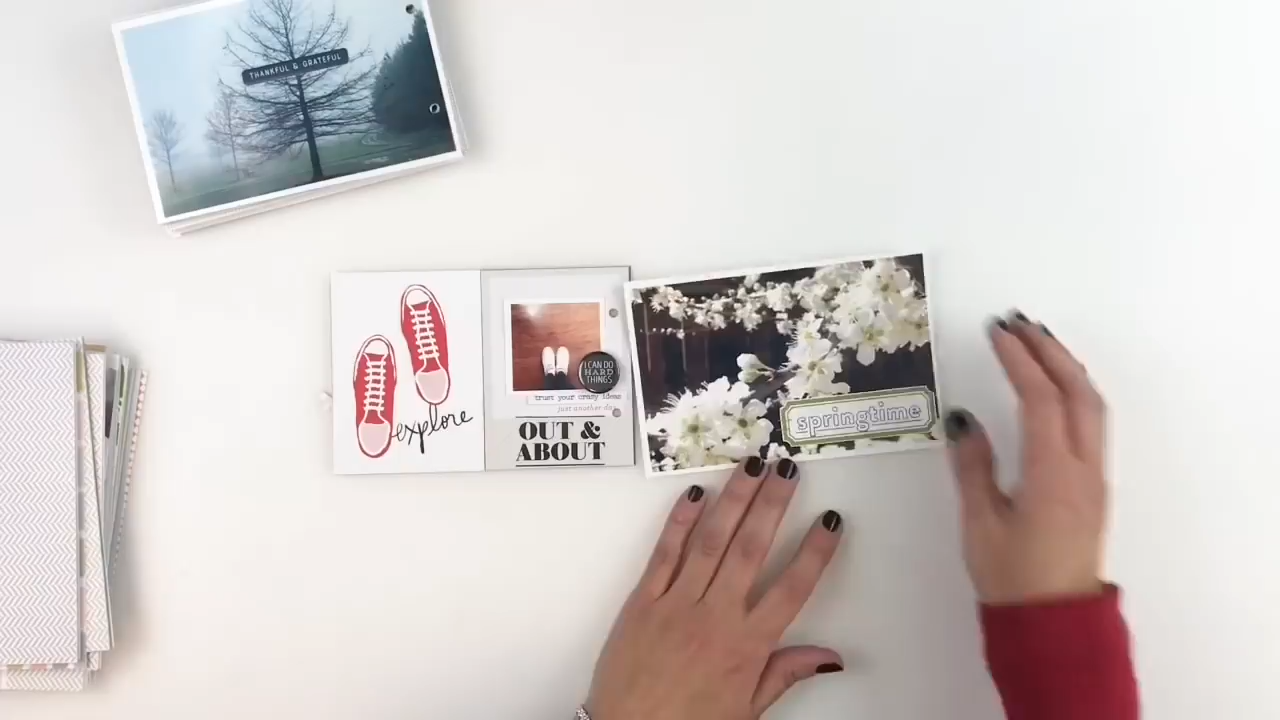 THANKFUL & GRATEFUL
explore
I CAN DO
HARD
THINGS
trust your crazy ideas
just another day
OUT &
ABOUT
springtime